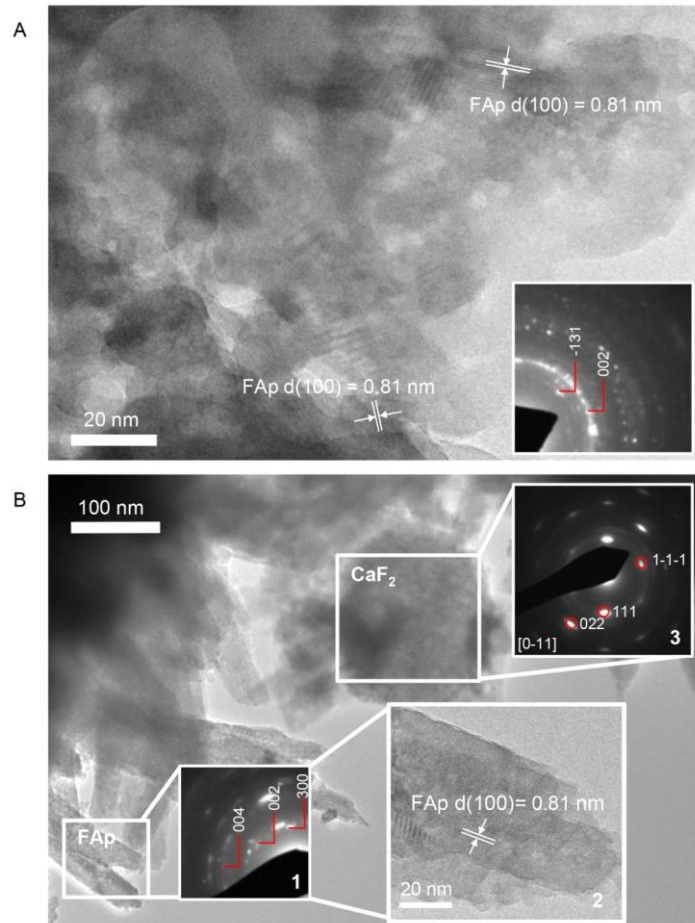 A
FAp d(100) = 0.81 nm
-131
002
FAp d(100) = 0.81 nm
20 nm
B
100 nm
CaF2
1-1-1
111
022
[0-11]
3
FAp
004
002
300
1
FAp d(100)= 0.81 nm
20 nm
2